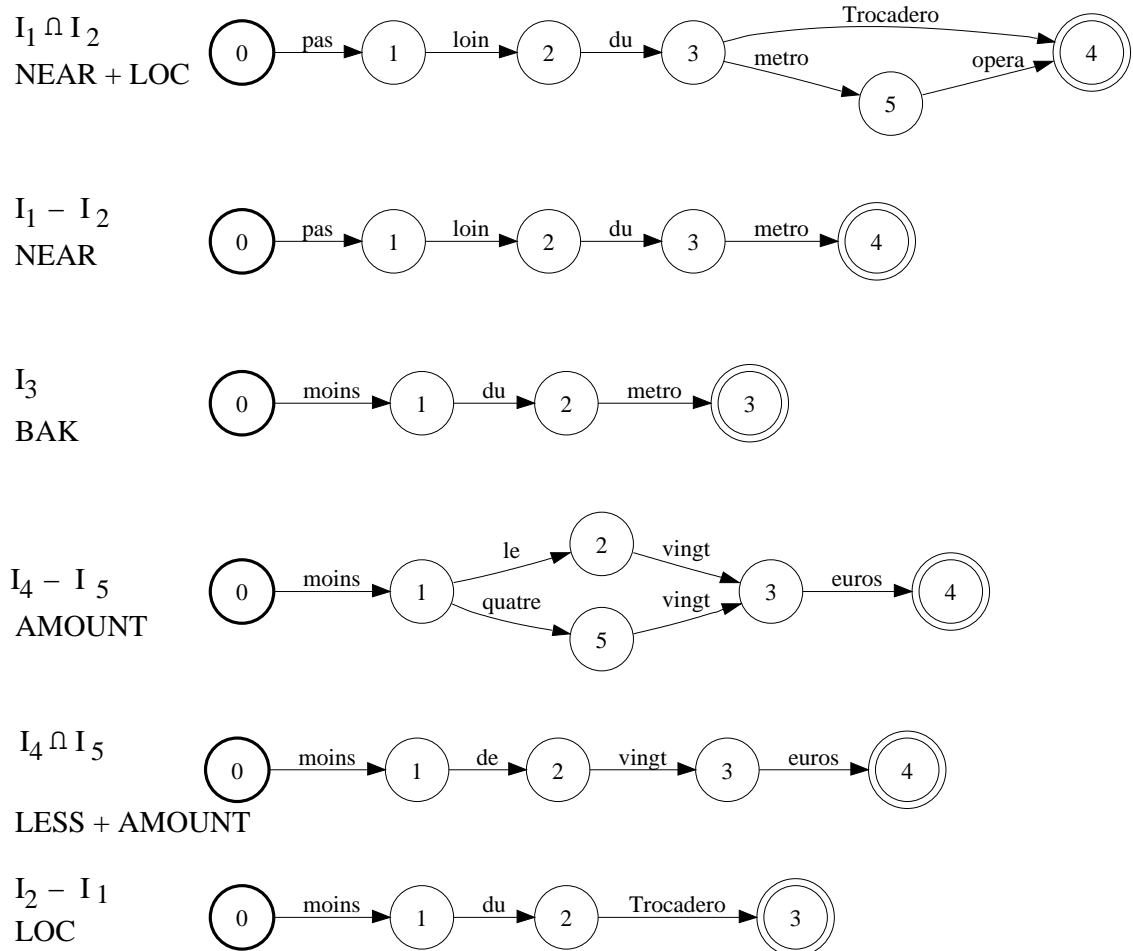 I1 ∩ I2
NEAR + LOC
0 pas 1 loin 2 du 3 Trocadero 4
metro 5 opera
I1 – I2
NEAR
0 pas 1 loin 2 du 3 metro 4
I3
BAK
0 moins 1 du 2 metro 3
I4 – I5
AMOUNT
0 moins 1 le 2 vingt 3 euros 4
quatre 5 vingt
I4 ∩ I5
LESS + AMOUNT
0 moins 1 de 2 vingt 3 euros 4
I2 – I1
LOC
0 moins 1 du 2 Trocadero 3